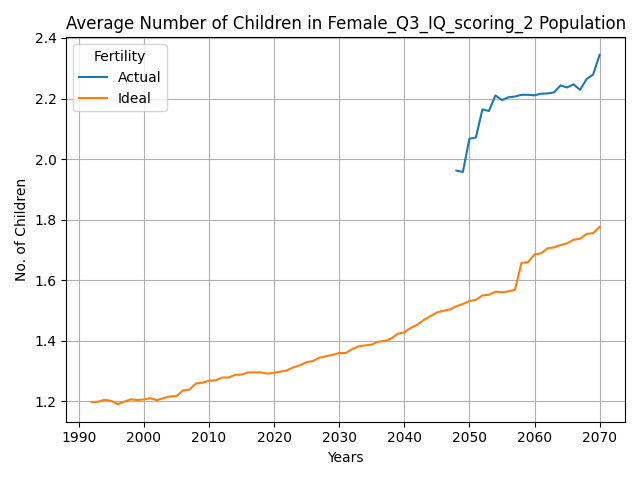 Average Number of Children in Female_Q3_IQ_scoring_2 Population
Fertility
Actual
Ideal
No. of Children
2.4
2.2
2.0
1.8
1.6
1.4
1.2
1990 2000 2010 2020 2030 2040 2050 2060 2070
Years